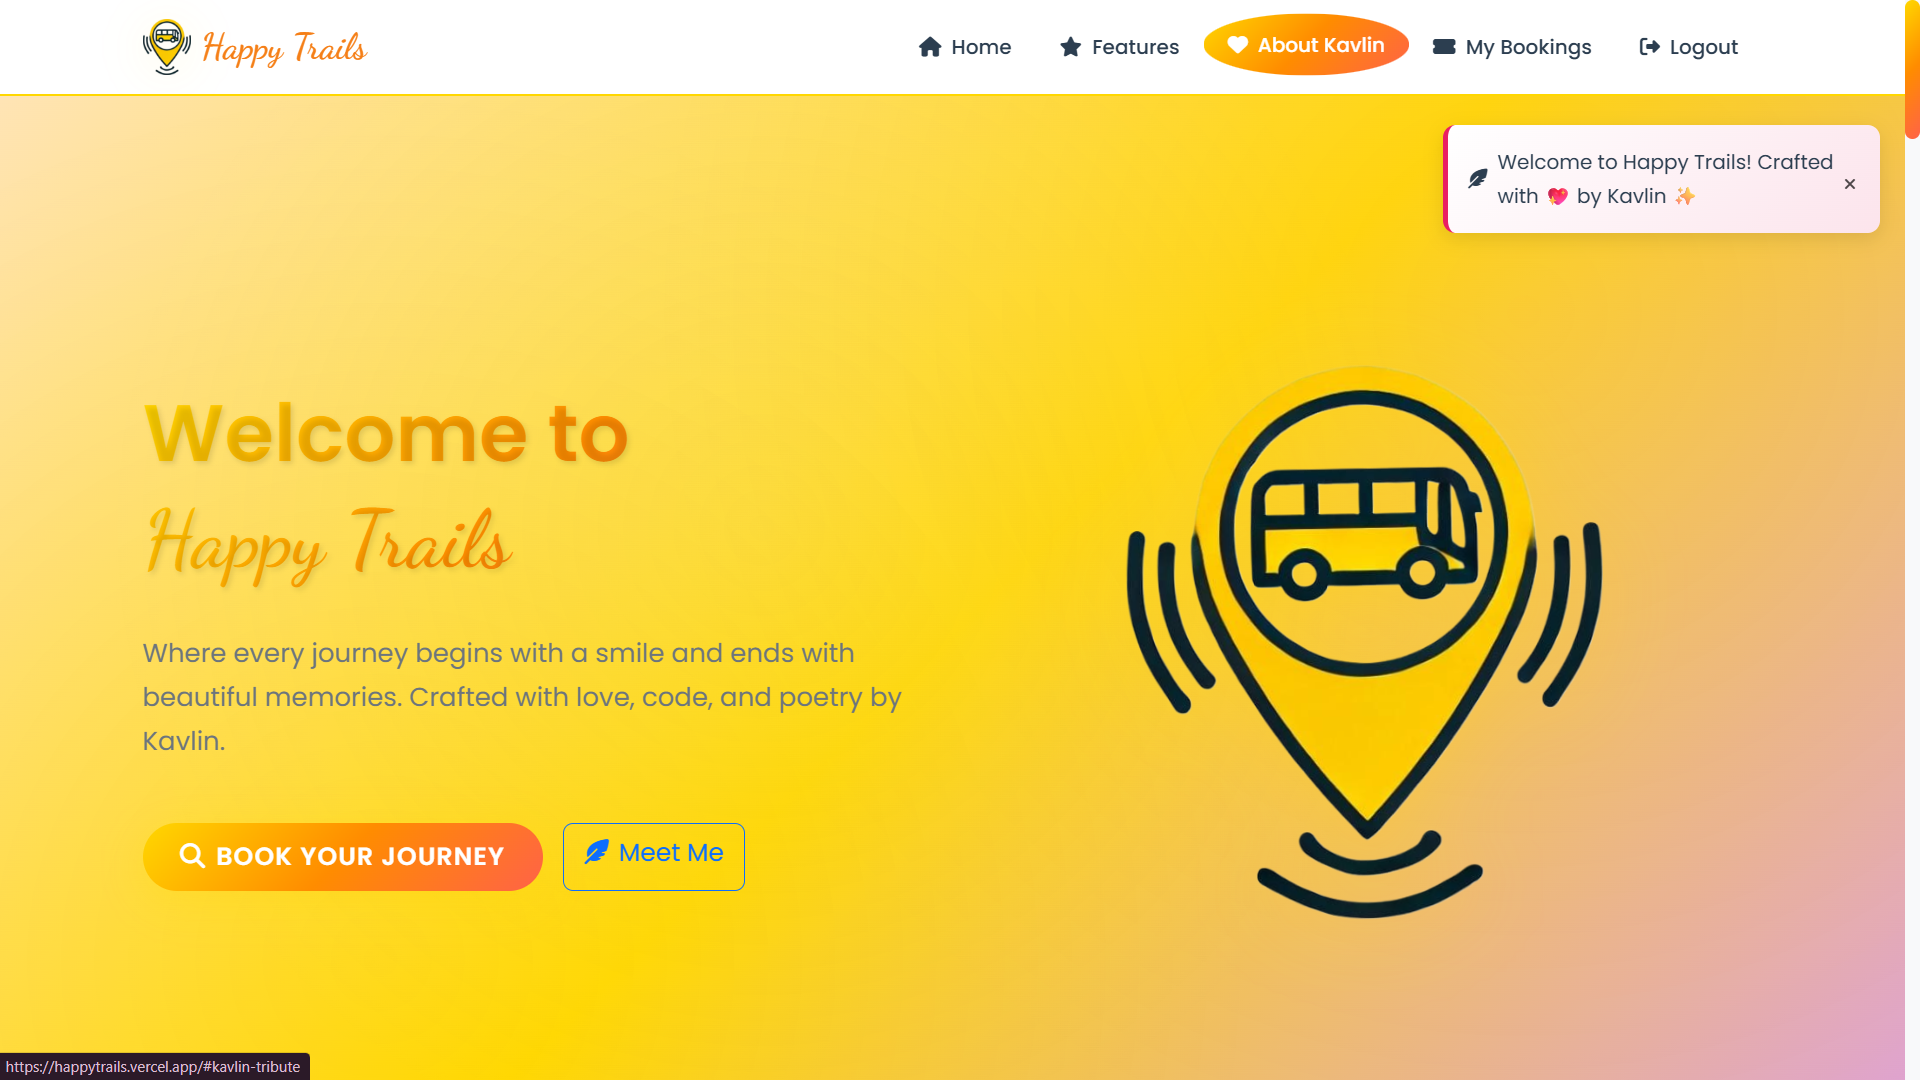 Happy Trails
Home
Features
About Kavlin
My Bookings
Logout
Welcome to Happy Trails! Crafted
with 💖 by Kavlin ✨
×
Welcome to
Happy Trails
Where every journey begins with a smile and ends with
beautiful memories. Crafted with love, code, and poetry by
Kavlin.
BOOK YOUR JOURNEY
Meet Me
https://happytrails.vercel.app/#kavlin-tribute